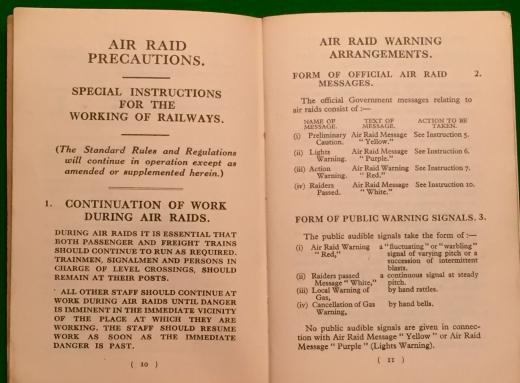 AIR RAID
PRECAUTIONS.
SPECIAL INSTRUCTIONS
FOR THE
WORKING OF RAILWAYS.
(The Standard Rules and Regulations
will continue in operation except as
amended or supplemented herein.)
1. CONTINUATION OF WORK
DURING AIR RAIDS.
DURING AIR RAIDS IT IS ESSENTIAL THAT
BOTH PASSENGER AND FREIGHT TRAINS
SHOULD CONTINUE TO RUN AS REQUIRED.
TRAINMEN, SIGNALMEN AND PERSONS IN
CHARGE OF LEVEL CROSSINGS, SHOULD
REMAIN AT THEIR POSTS.
ALL OTHER STAFF SHOULD CONTINUE AT
WORK DURING AIR RAIDS UNTIL DANGER
IS IMMINENT IN THE IMMEDIATE VICINITY
OF THE PLACE AT WHICH THEY ARE
WORKING. THE STAFF SHOULD RESUME
WORK AS SOON AS THE IMMEDIATE
DANGER IS PAST.
( 10 )
AIR RAID WARNING
ARRANGEMENTS.
FORM OF OFFICIAL AIR RAID 2.
MESSAGES.
The official Government messages relating to
air raids consist of :—
NAME OF TEXT OF ACTION TO BE
MESSAGE. MESSAGE. TAKEN.
(i) Preliminary Air Raid Message See Instruction 5.
Caution. "Yellow."
(ii) Lights Air Raid Message See Instruction 6.
Warning. "Purple."
(iii) Action Air Raid Warning See Instruction 7.
Warning. "Red."
(iv) Raiders Air Raid Message See Instruction 10.
Passed. "White."
FORM OF PUBLIC WARNING SIGNALS. 3.
The public audible signals take the form of :—
(i) Air Raid Warning a "fluctuating" or "warbling"
"Red," signal of varying pitch or a
succession of intermittent
blasts.
(ii) Raiders passed a continuous signal at steady
Message "White," pitch.
(iii) Local Warning of by hand rattles.
Gas,
(iv) Cancellation of Gas by hand bells.
Warning,
No public audible signals are given in connec-
tion with Air Raid Message "Yellow" or Air Raid
Message "Purple" (Lights Warning).
( 11 )